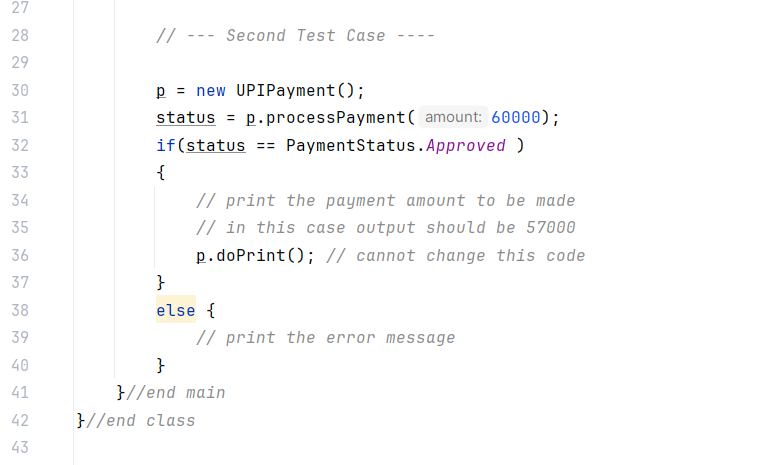 27
28 // --- Second Test Case ----
29
30 p = new UPIPayment();
31 status = p.processPayment( amount: 60000);
32 if(status == PaymentStatus.Approved )
33 {
34 // print the payment amount to be made
35 // in this case output should be 57000
36 p.doPrint(); // cannot change this code
37 }
38 else {
39 // print the error message
40 }
41 }//end main
42 }//end class
43